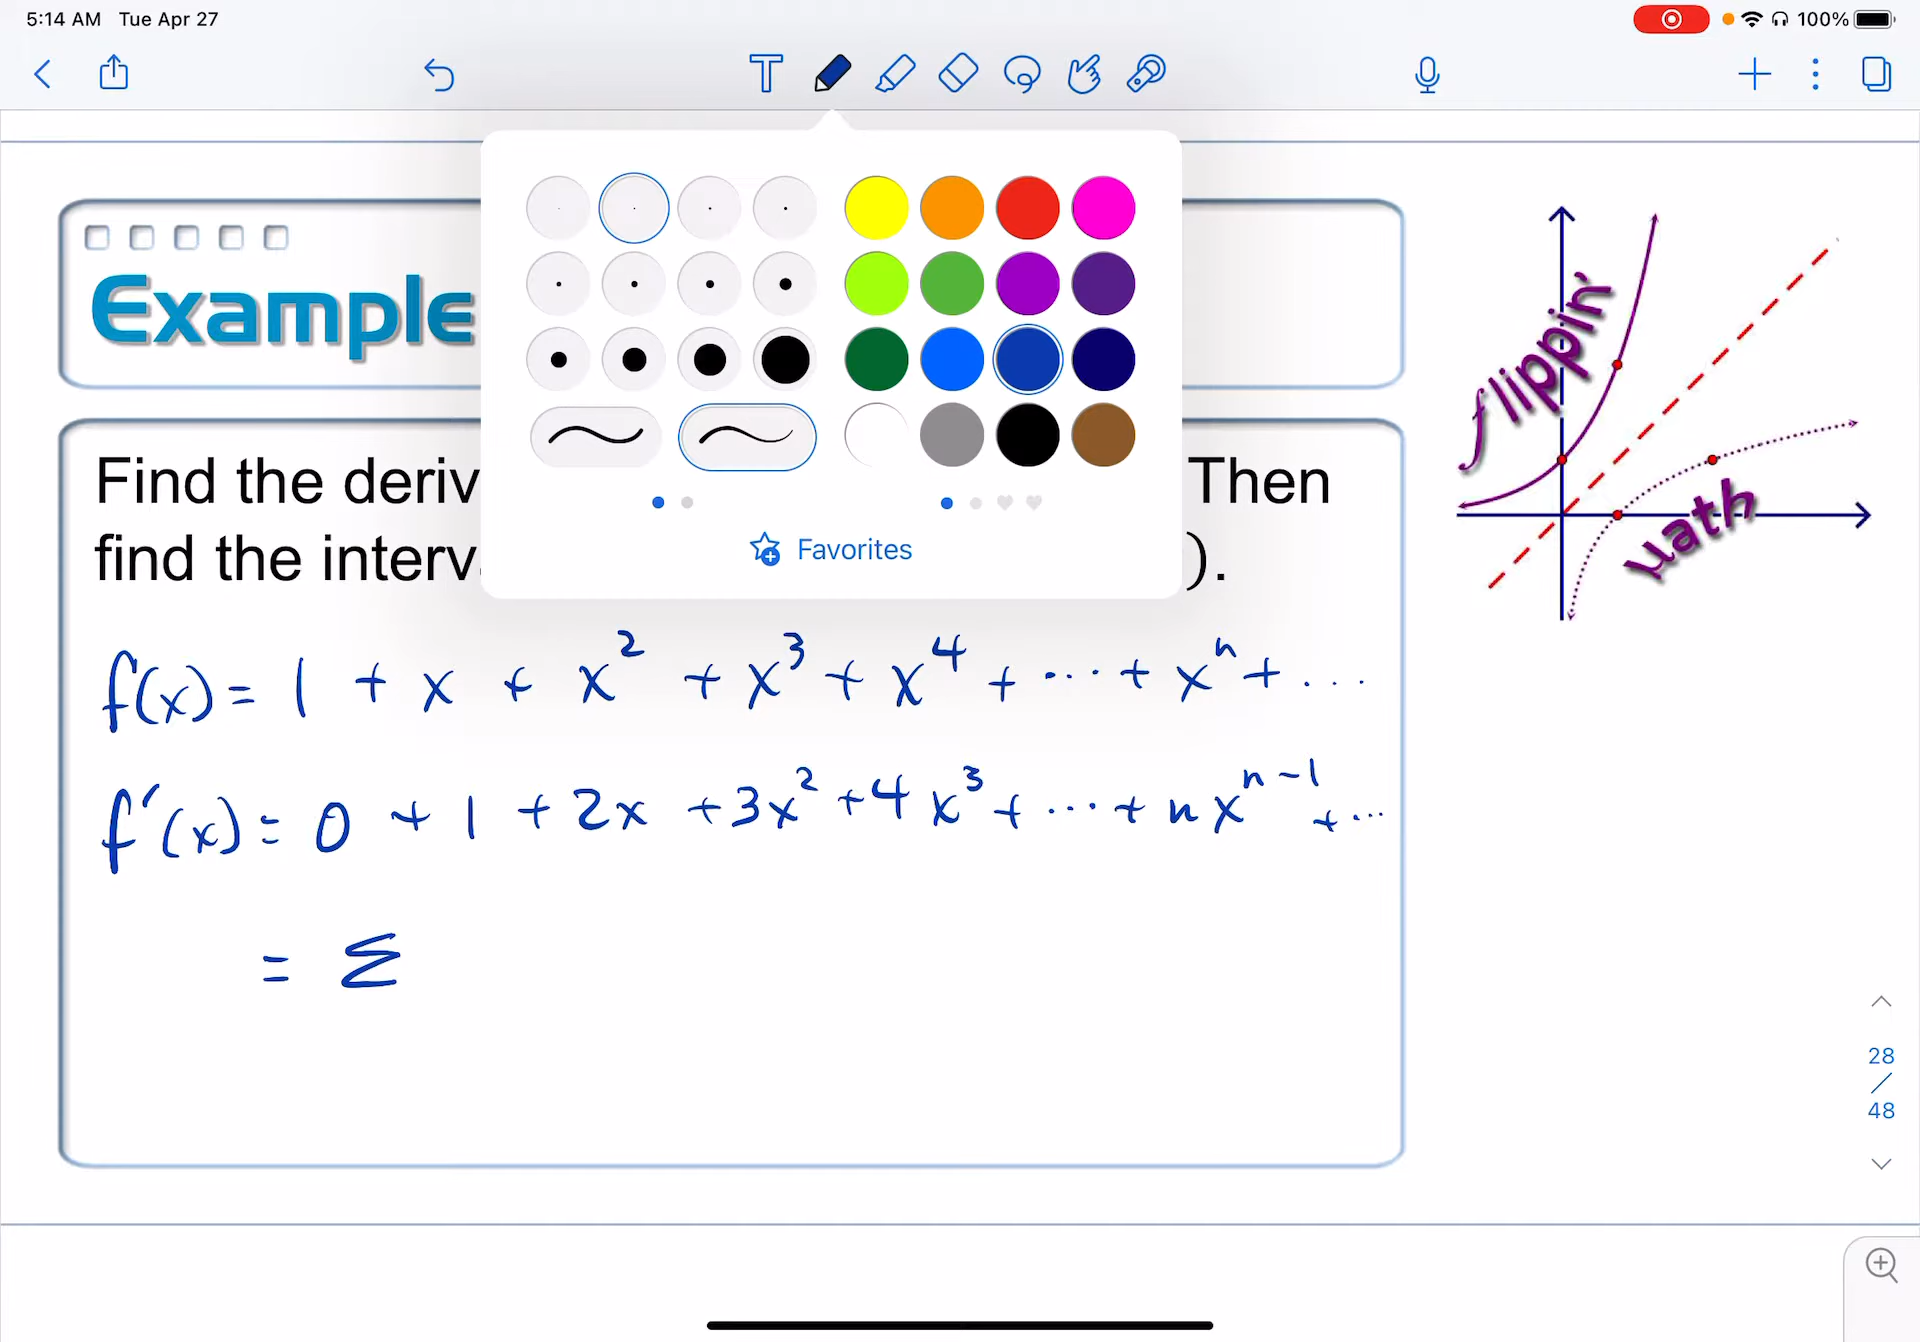 5:14 AM Tue Apr 27
100%
T
Example
Favorites
Find the deriv Then
find the interv ).
f(x) = 1 + x + x² + x³ + x⁴ + ... + xⁿ + ...
f'(x) = 0 + 1 + 2x + 3x² + 4x³ + ... + nxⁿ⁻¹ + ...
= Σ
flippin'
math
28
/
48